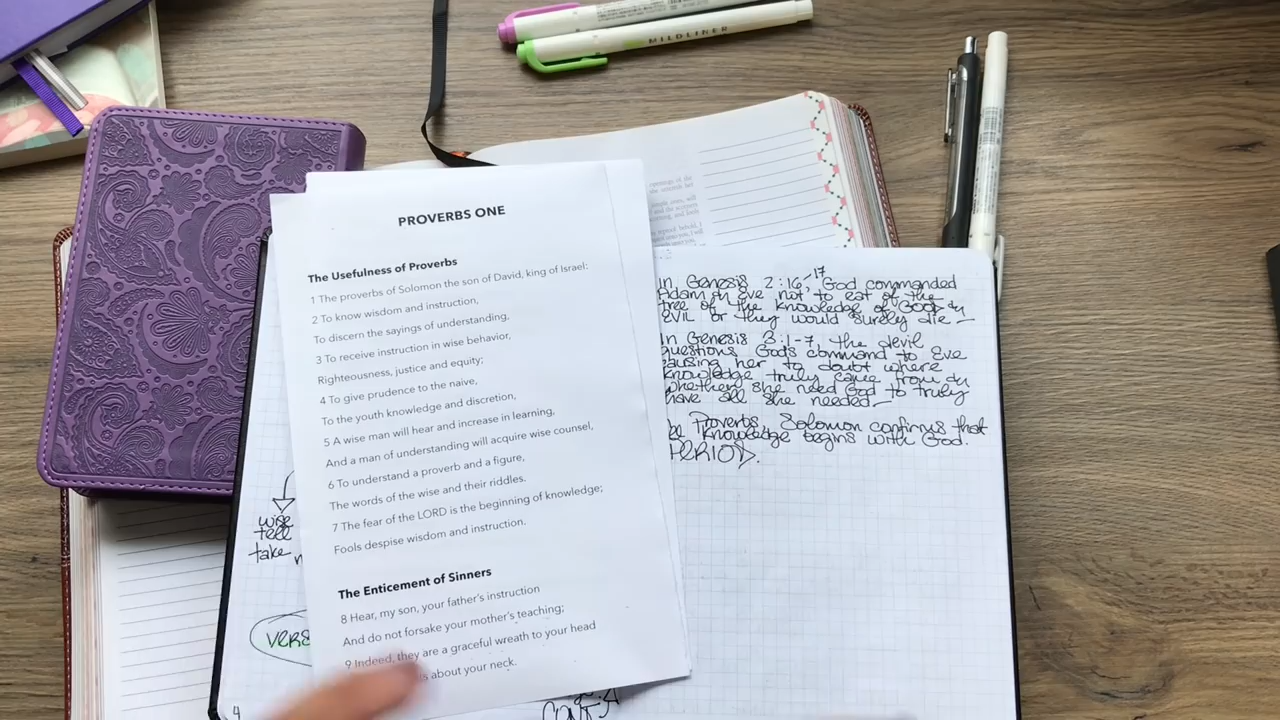 MILDLINER
PROVERBS ONE
The Usefulness of Proverbs
1 The proverbs of Solomon the son of David, king of Israel:
2 To know wisdom and instruction,
To discern the sayings of understanding,
3 To receive instruction in wise behavior,
Righteousness, justice and equity;
4 To give prudence to the naive,
To the youth knowledge and discretion,
5 A wise man will hear and increase in learning,
And a man of understanding will acquire wise counsel,
6 To understand a proverb and a figure,
The words of the wise and their riddles.
7 The fear of the LORD is the beginning of knowledge;
Fools despise wisdom and instruction.
The Enticement of Sinners
8 Hear, my son, your father's instruction
And do not forsake your mother's teaching;
9 Indeed, they are a graceful wreath to your head
about your neck.
In Genesis 2:16,-17 God commanded
Adam Eve not to eat of the
tree of the knowledge of Good
EVIL or they would surely die-
In Genesis 3:1-7 the devil
questions God's command to Eve
causing her to doubt where
knowledge truly came from
whether she need God to truly
have all she needed-
Proverbs Solomon confirms that
knowledge begins with God.
PERIOD.
wise
tell
take
VERS
4